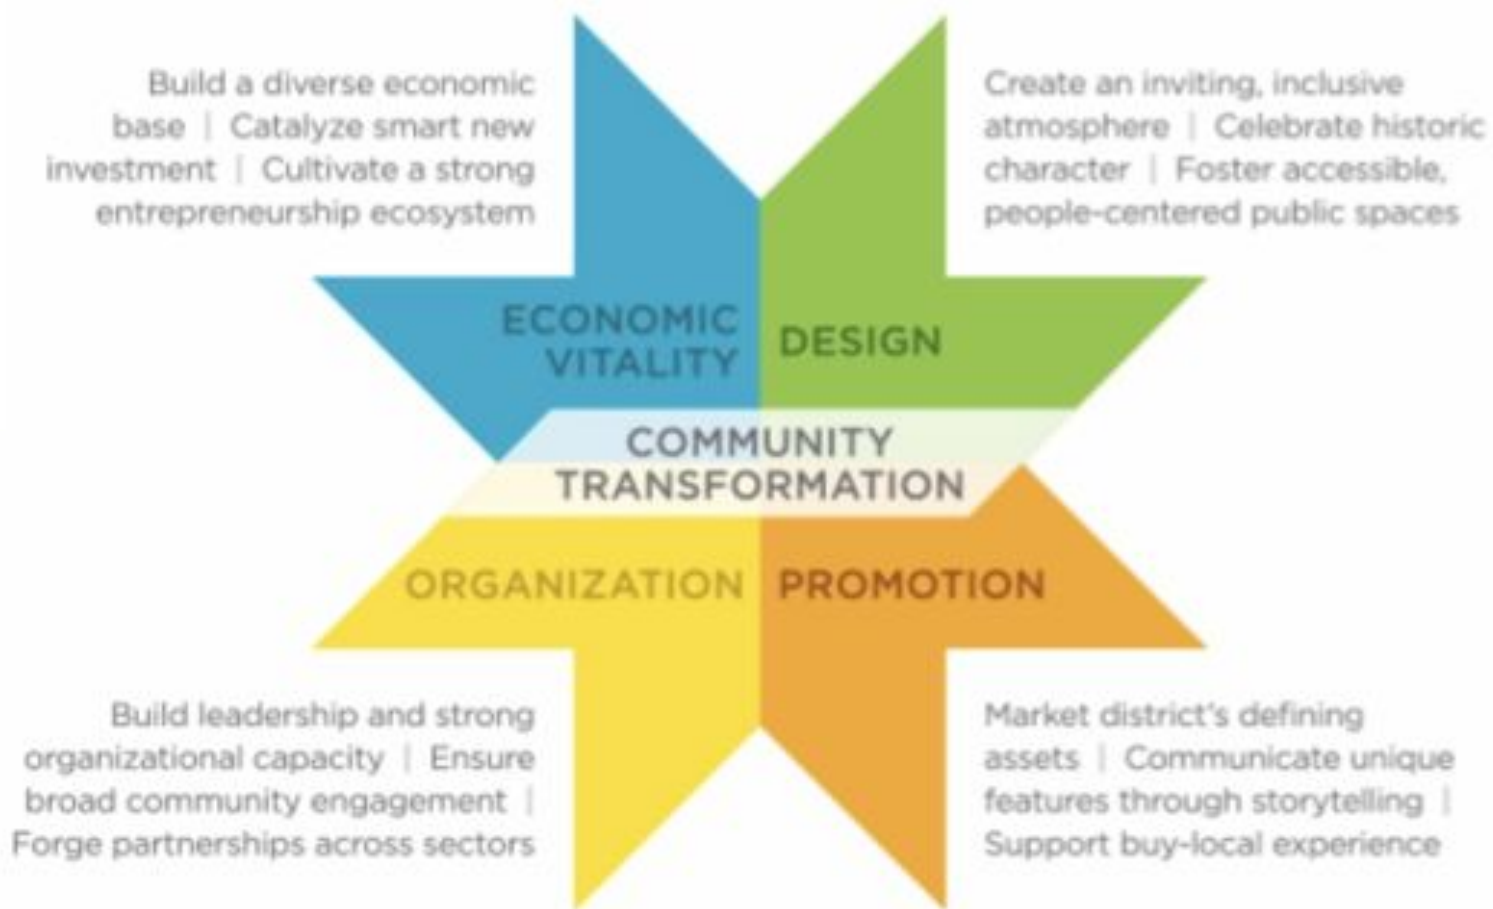 Build a diverse economic
base | Catalyze smart new
investment | Cultivate a strong
entrepreneurship ecosystem
Create an inviting, inclusive
atmosphere | Celebrate historic
character | Foster accessible,
people-centered public spaces
ECONOMIC
VITALITY
DESIGN
COMMUNITY
TRANSFORMATION
ORGANIZATION
PROMOTION
Build leadership and strong
organizational capacity | Ensure
broad community engagement |
Forge partnerships across sectors
Market district's defining
assets | Communicate unique
features through storytelling |
Support buy-local experience